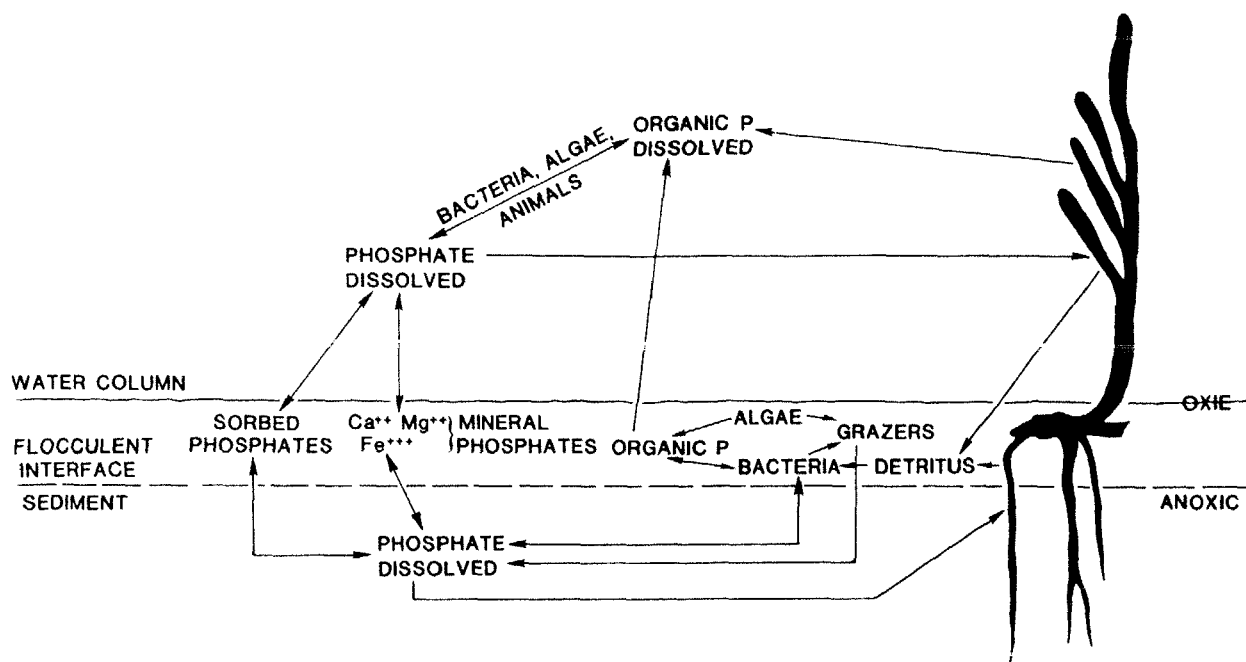 ORGANIC P
DISSOLVED
BACTERIA, ALGAE,
ANIMALS
PHOSPHATE
DISSOLVED
WATER COLUMN
OXIE
SORBED
PHOSPHATES
Ca++ Mg++
Fe+++
MINERAL
PHOSPHATES
ORGANIC P
ALGAE
GRAZERS
BACTERIA
DETRITUS
FLOCCULENT
INTERFACE
SEDIMENT
ANOXIC
PHOSPHATE
DISSOLVED